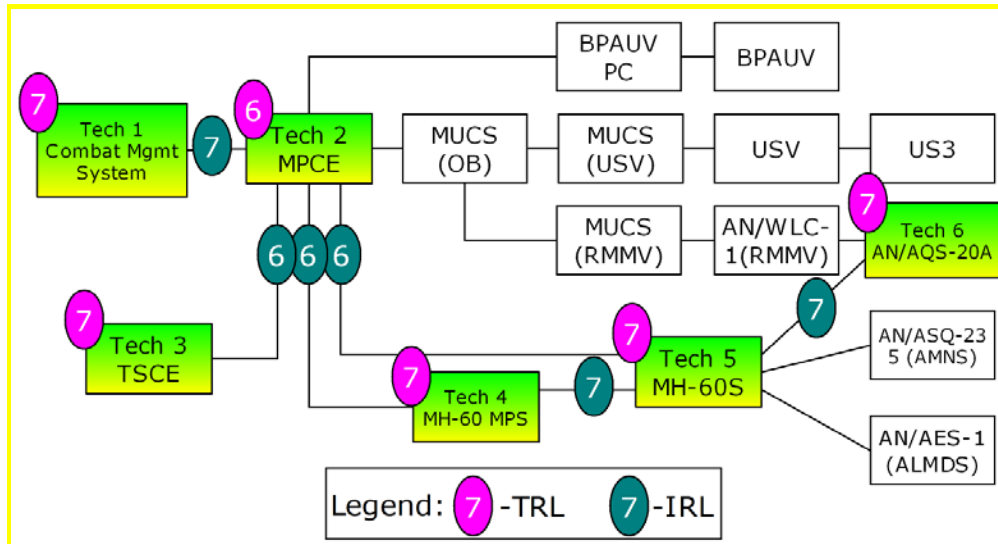 BPAUV
PC
BPAUV
7
Tech 1
Combat Mgmt
System
7
6
Tech 2
MPCE
MUCS
(OB)
MUCS
(USV)
USV
US3
6
6
6
MUCS
(RMMV)
AN/WLC-
1(RMMV)
7
Tech 6
AN/AQS-20A
7
7
Tech 3
TSCE
7
Tech 4
MH-60 MPS
7
7
Tech 5
MH-60S
AN/ASQ-23
5 (AMNS)
AN/AES-1
(ALMDS)
Legend: 7 -TRL 7 -IRL